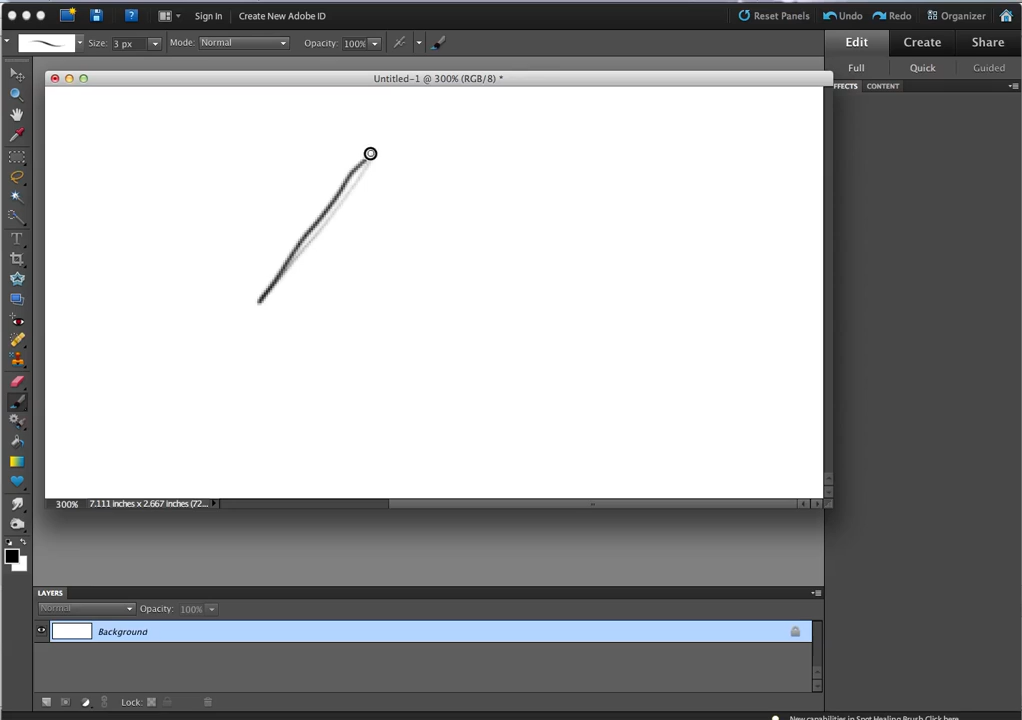 Sign In Create New Adobe ID Reset Panels Undo Redo Organizer
Size: 3 px Mode: Normal Opacity: 100% Edit Create Share
Full Quick Guided
Untitled-1 @ 300% (RGB/8) *
FFECTS CONTENT
T
300% 7.111 inches x 2.667 inches (72...
LAYERS
Normal Opacity: 100%
Background
Lock:
New capabilities in Spot Healing Brush Click here